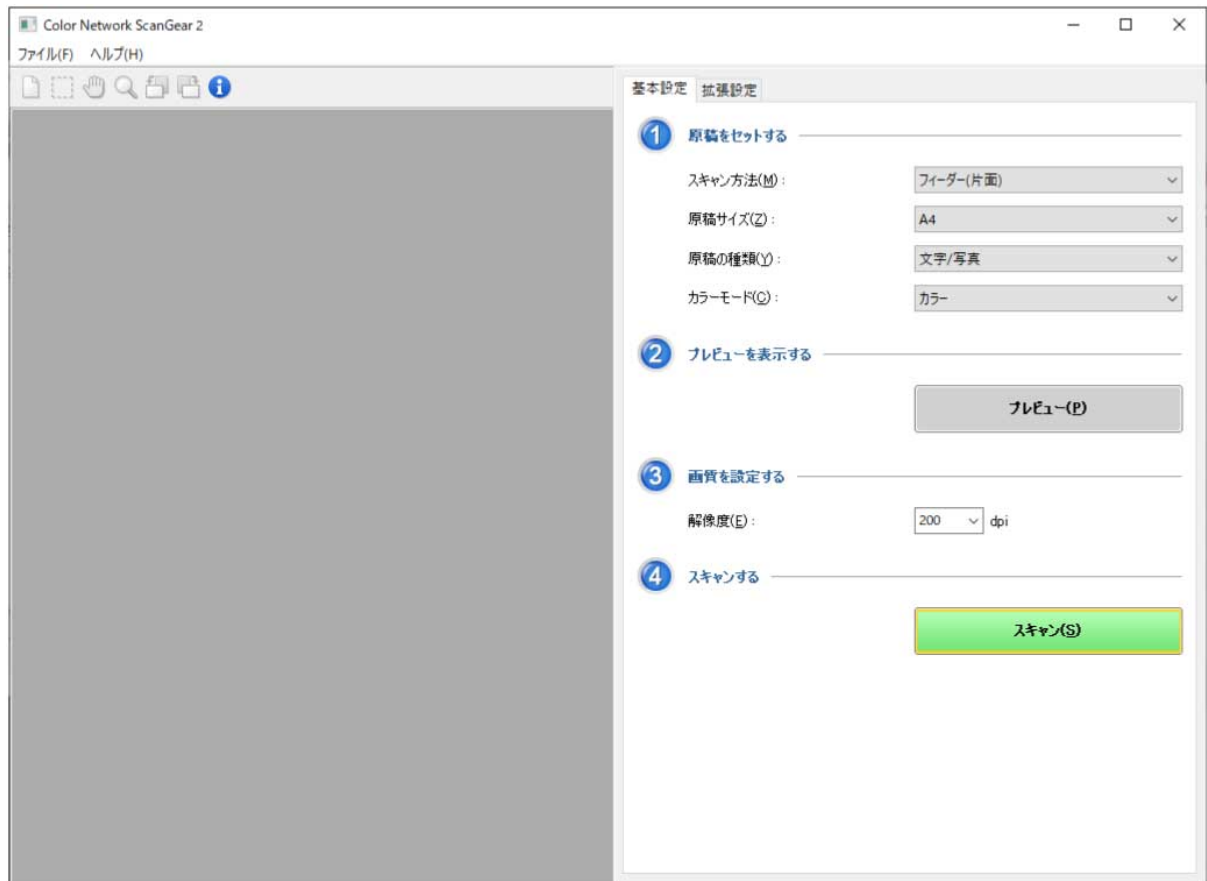 Color Network ScanGear 2
ファイル(F) ヘルプ(H)
基本設定 拡張設定
1 原稿をセットする
スキャン方法(M) : フィーダー(片面)
原稿サイズ(Z) : A4
原稿の種類(Y) : 文字/写真
カラーモード(C) : カラー
2 プレビューを表示する
プレビュー(P)
3 画質を設定する
解像度(E) : 200 dpi
4 スキャンする
スキャン(S)